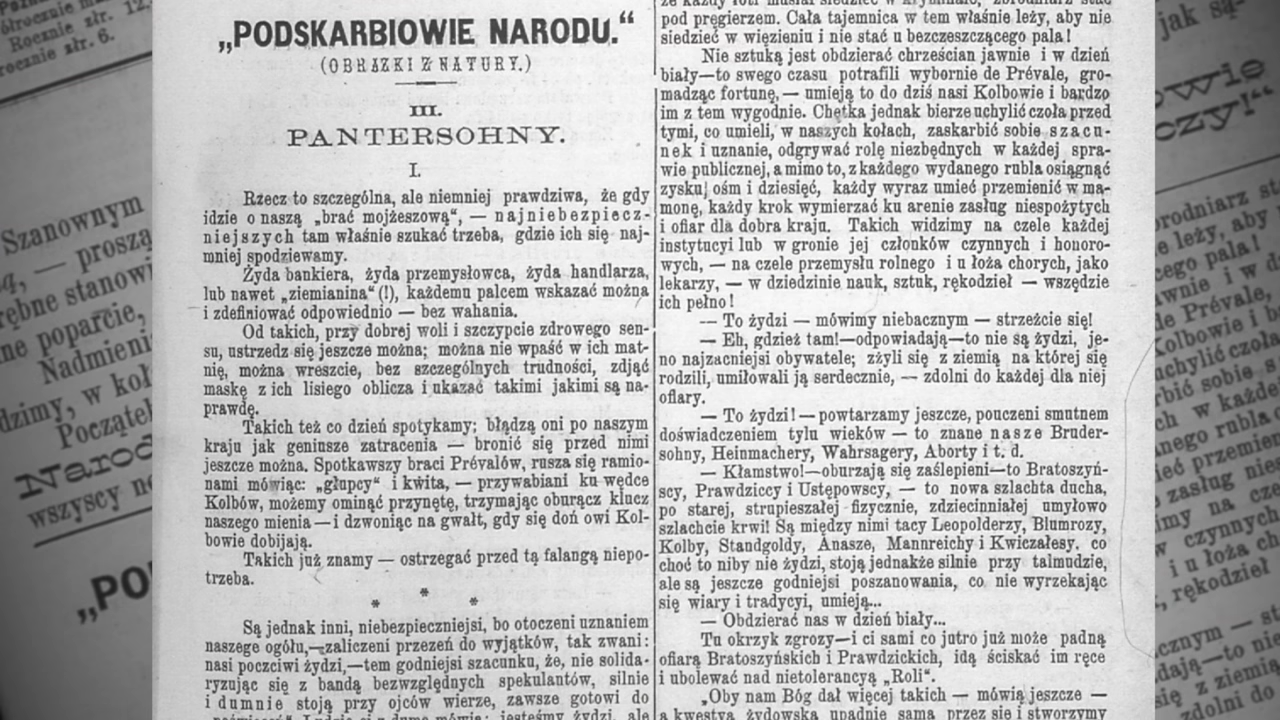 „PODSKARBIOWIE NARODU.“
(OBRAZKI Z NATURY.)
III.
PANTERSOHNY.
I.
Rzecz to szczególna, ale niemniej prawdziwa, że gdy
idzie o naszą „brać mojżeszową“, — najniebezpiecz-
niejszych tam właśnie szukać trzeba, gdzie ich się naj-
mniej spodziewamy.
Żyda bankiera, żyda przemysłowca, żyda handlarza,
lub nawet „ziemianina“ (!), każdemu palcem wskazać można
i zdefiniować odpowiednio — bez wahania.
Od takich, przy dobrej woli i szczypcie zdrowego sen-
su, ustrzedz się jeszcze można; można nie wpaść w ich mat-
nię, można wreszcie, bez szczególnych trudności, zdjąć
maskę z ich lisiego oblicza i ukazać takimi jakimi są na-
prawdę.
Takich też co dzień spotykamy; błądzą oni po naszym
kraju jak geniusze zatracenia — bronić się przed nimi
jeszcze można. Spotkawszy braci Prévalów, rusza się ramio-
nami mówiąc: „głupcy“ i kwita, — przywabiani ku wędce
Kolbów, możemy ominąć przynętę, trzymając oburącz klucz
naszego mienia — i dzwoniąc na gwałt, gdy się doń owi Kol-
bowie dobijają.
Takich już znamy — ostrzegać przed tą falangą niepo-
trzeba.
* * *
Są jednak inni, niebezpieczniejsi, bo otoczeni uznaniem
naszego ogółu,—zaliczeni przezeń do wyjątków, tak zwani:
nasi poczciwi żydzi,—tem godniejsi szacunku, że, nie solida-
ryzując się z bandą bezwzględnych spekulantów, silnie
i dumnie stoją przy ojców wierze, zawsze gotowi do
pod pręgierzem. Cała tajemnica w tem właśnie leży, aby nie
siedzieć w więzieniu i nie stać u bezczeszczącego pala!
Nie sztuką jest obdzierać chrześcian jawnie i w dzień
biały—to swego czasu potrafili wybornie de Prévale, gro-
madząc fortunę, — umieją to do dziś nasi Kolbowie i bardzo
im z tem wygodnie. Chętka jednak bierze uchylić czoła przed
tymi, co umieli, w naszych kołach, zaskarbić sobie szacu-
nek i uznanie, odgrywać rolę niezbędnych w każdej spra-
wie publicznej, a mimo to, z każdego wydanego rubla osiągnąć
zysku ośm i dziesięć, każdy wyraz umieć przemienić w ma-
monę, każdy krok wymierzać ku arenie zasług niespożytych
i ofiar dla dobra kraju. Takich widzimy na czele każdej
instytucyi lub w gronie jej członków czynnych i honoro-
wych, — na czele przemysłu rolnego i u łoża chorych, jako
lekarzy, — w dziedzinie nauk, sztuk, rękodzieł — wszędzie
ich pełno!
— To żydzi — mówimy niebacznym — strzeżcie się!
— Eh, gdzież tam!—odpowiadają—to nie są żydzi, je-
no najzacniejsi obywatele; zżyli się z ziemią na której się
rodzili, umiłowali ją serdecznie, — zdolni do każdej dla niej
ofiary.
— To żydzi! — powtarzamy jeszcze, pouczeni smutnem
doświadczeniem tylu wieków — to znane nasze Bruder-
sohny, Heinmachery, Wahrsagery, Aborty i t. d.
— Kłamstwo!—oburzają się zaślepieni—to Bratoszyń-
scy, Prawdziccy i Ustępowscy, — to nowa szlachta ducha,
po starej, strupieszałej fizycznie, zdziecinniałej umyłowo
szlachcie krwi! Są między nimi tacy Leopolderzy, Blumrozy,
Kolby, Standgoldy, Anasze, Mannreichy i Kwiczałesy, co
choć to niby nie żydzi, stoją jednakże silnie przy talmudzie,
ale są jeszcze godniejsi poszanowania, co nie wyrzekając
się wiary i tradycyi, umieją...
— Obdzierać nas w dzień biały...
Tu okrzyk zgrozy—i ci sami co jutro już może padną
ofiarą Bratoszyńskich i Prawdzickich, idą ściskać im ręce
i ubolewać nad nietolerancyą „Roli“.
„Oby nam Bóg dał więcej takich — mówią jeszcze —
a kwestya żydowska upadnie sama przez się i stworzymy